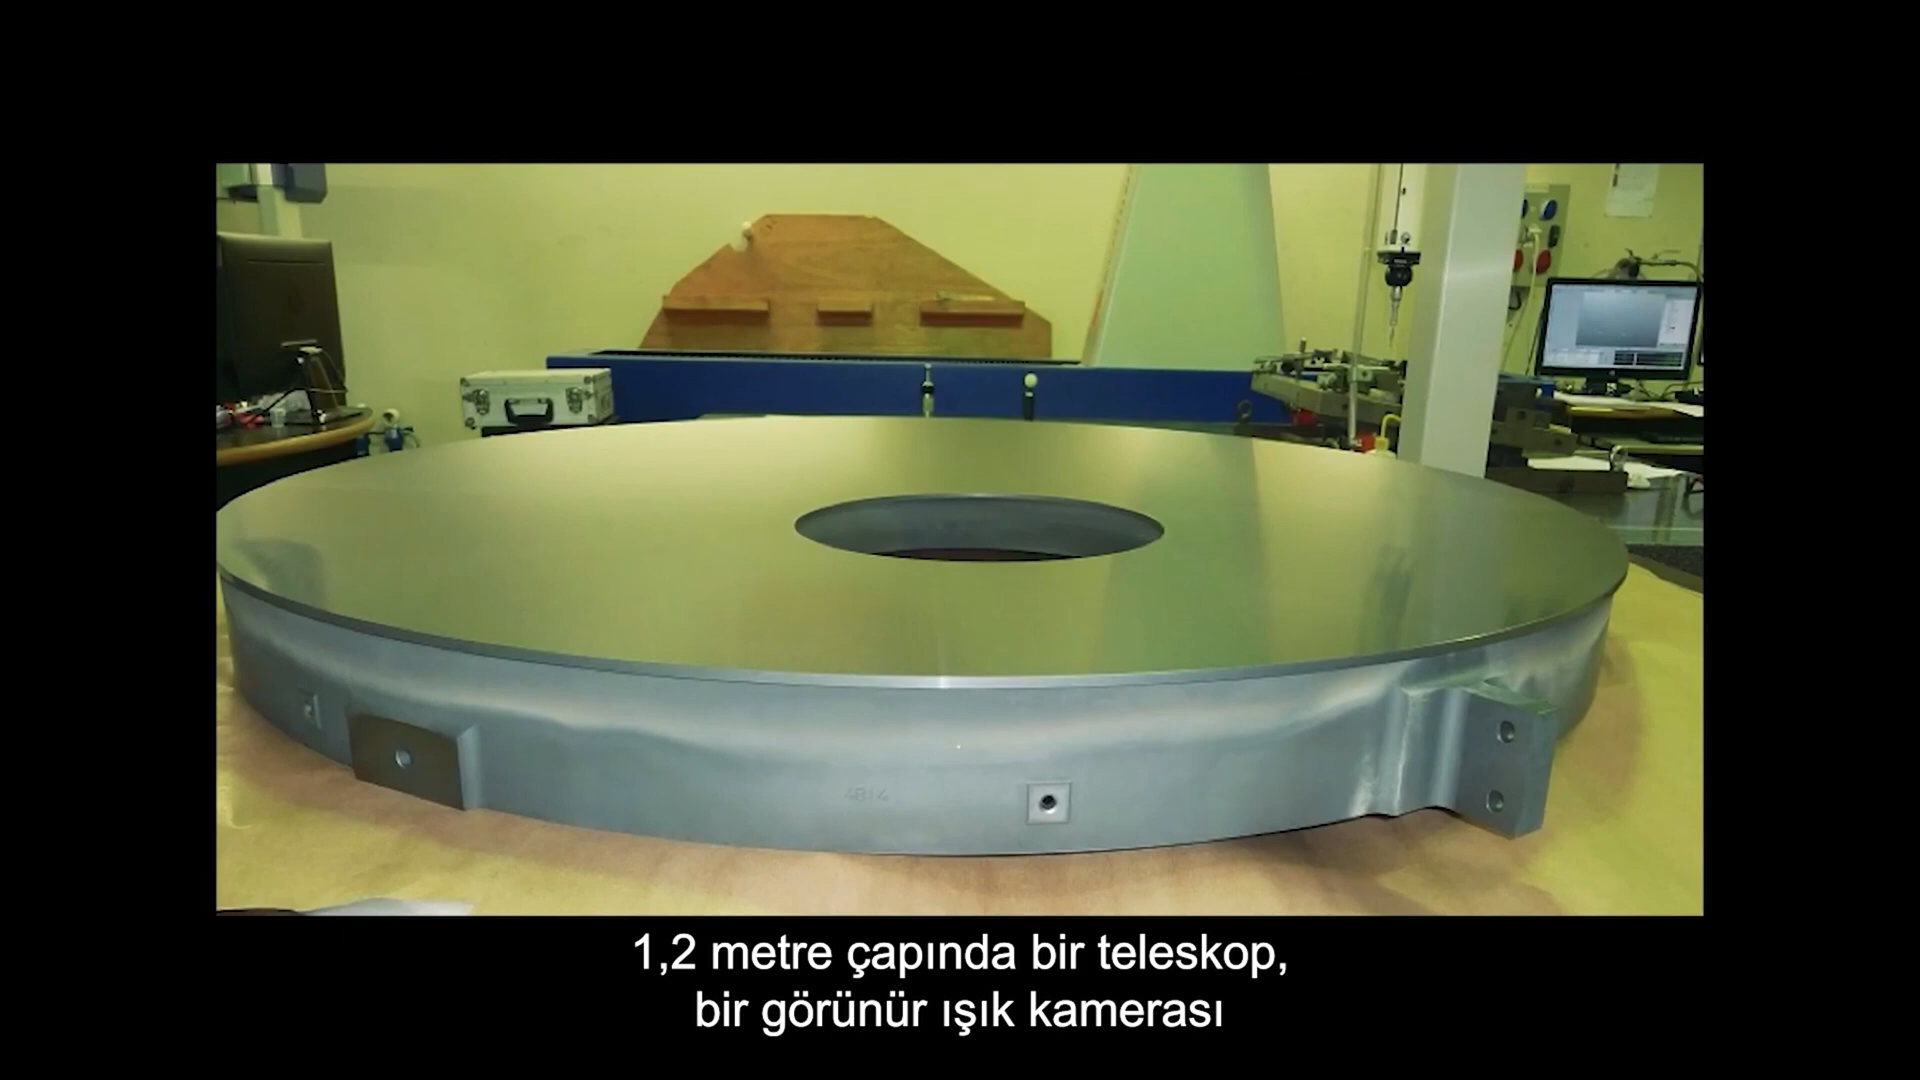 1,2 metre çapında bir teleskop,
bir görünür ışık kamerası